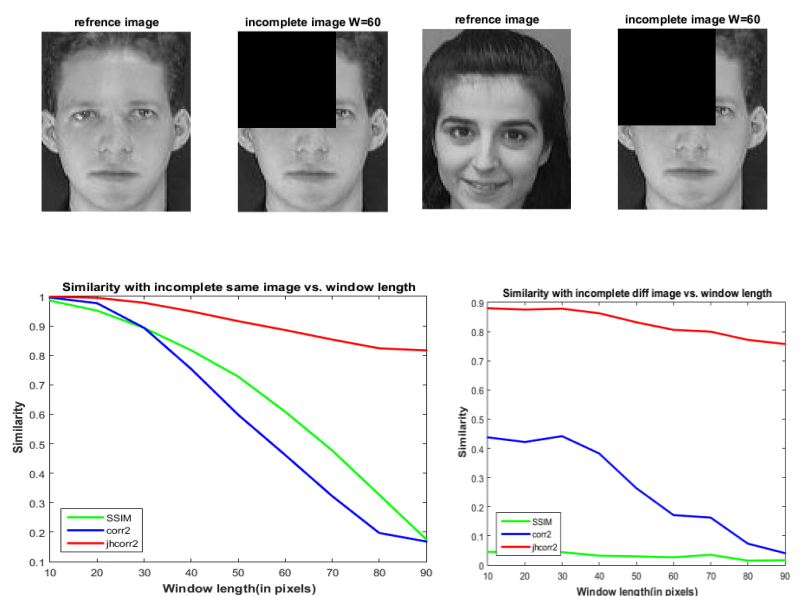 refrence image
incomplete image W=60
refrence image
incomplete image W=60
Similarity with incomplete same image vs. window length
1
0.9
0.8
0.7
0.6
0.5
0.4
0.3
0.2
0.1
Similarity
SSIM
corr2
jhcorr2
10 20 30 40 50 60 70 80 90
Window length(in pixels)
Similarity with incomplete diff image vs. window length
0.9
0.8
0.7
0.6
0.5
0.4
0.3
0.2
0.1
0
Similarity
SSIM
corr2
jhcorr2
10 20 30 40 50 60 70 80 90
Window length(in pixels)